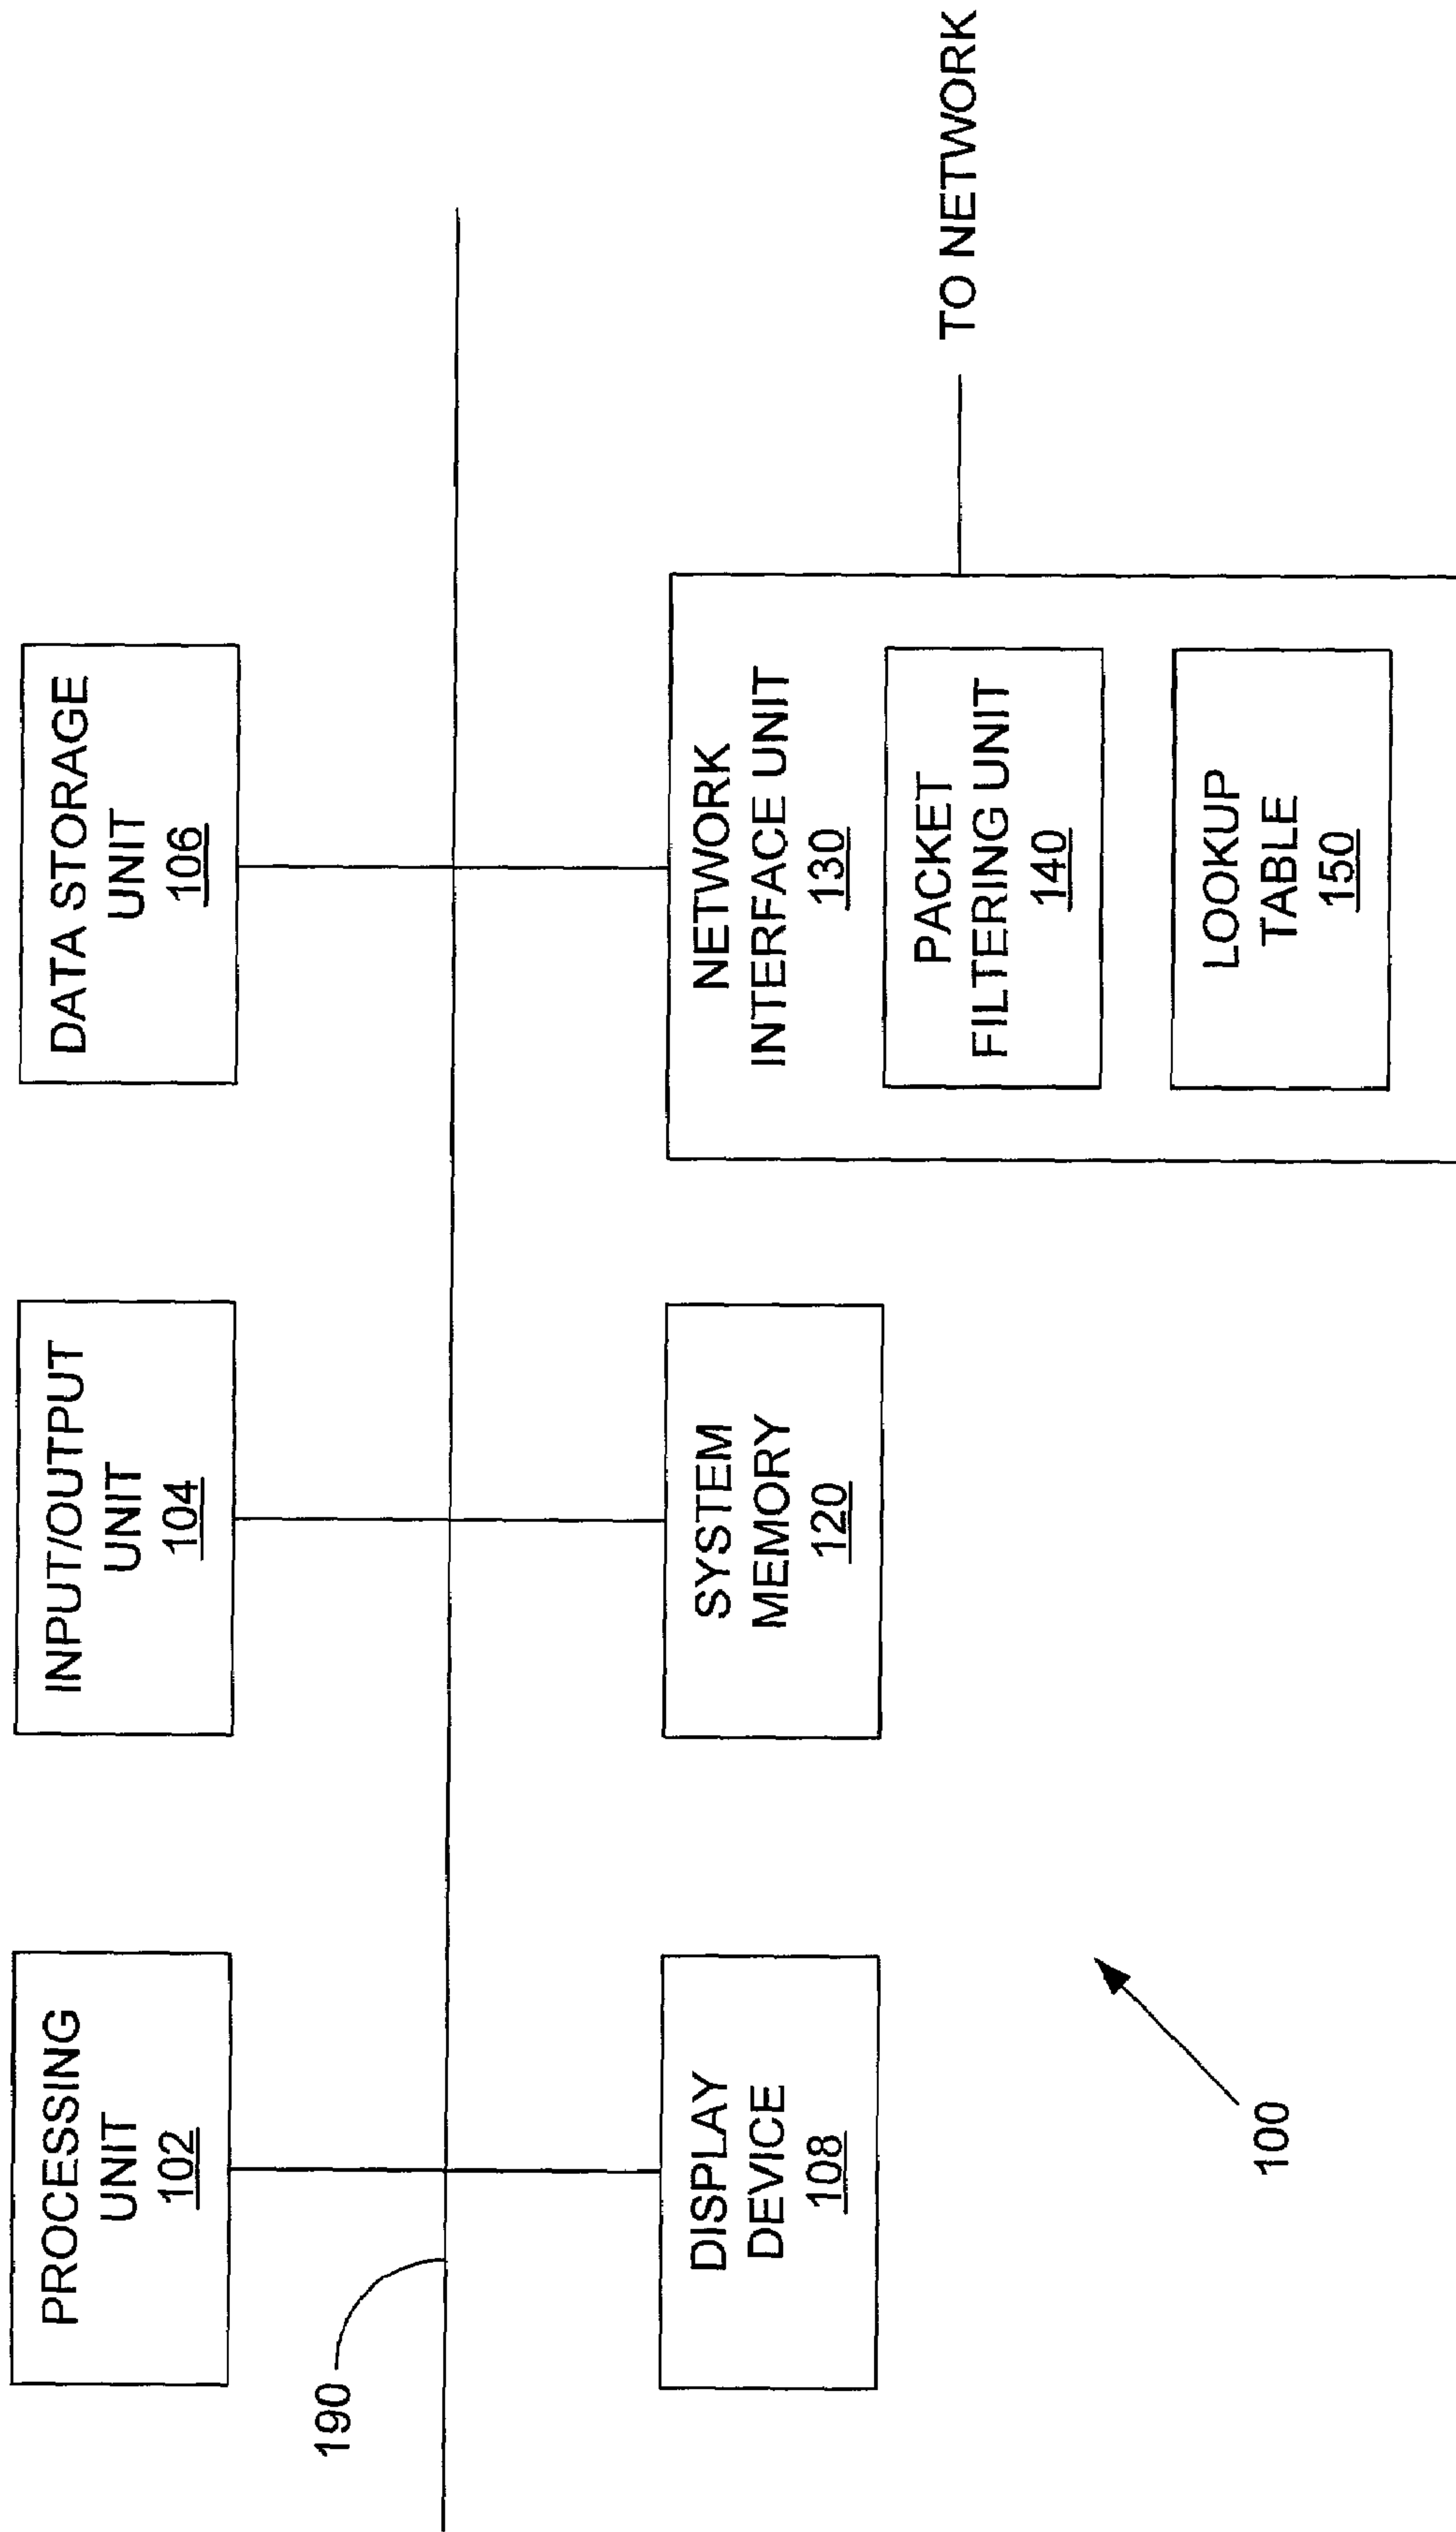 PROCESSING
UNIT
102
INPUT/OUTPUT
UNIT
104
DATA STORAGE
UNIT
106
190
DISPLAY
DEVICE
108
SYSTEM
MEMORY
120
NETWORK
INTERFACE UNIT
130
PACKET
FILTERING UNIT
140
LOOKUP
TABLE
150
TO NETWORK
100